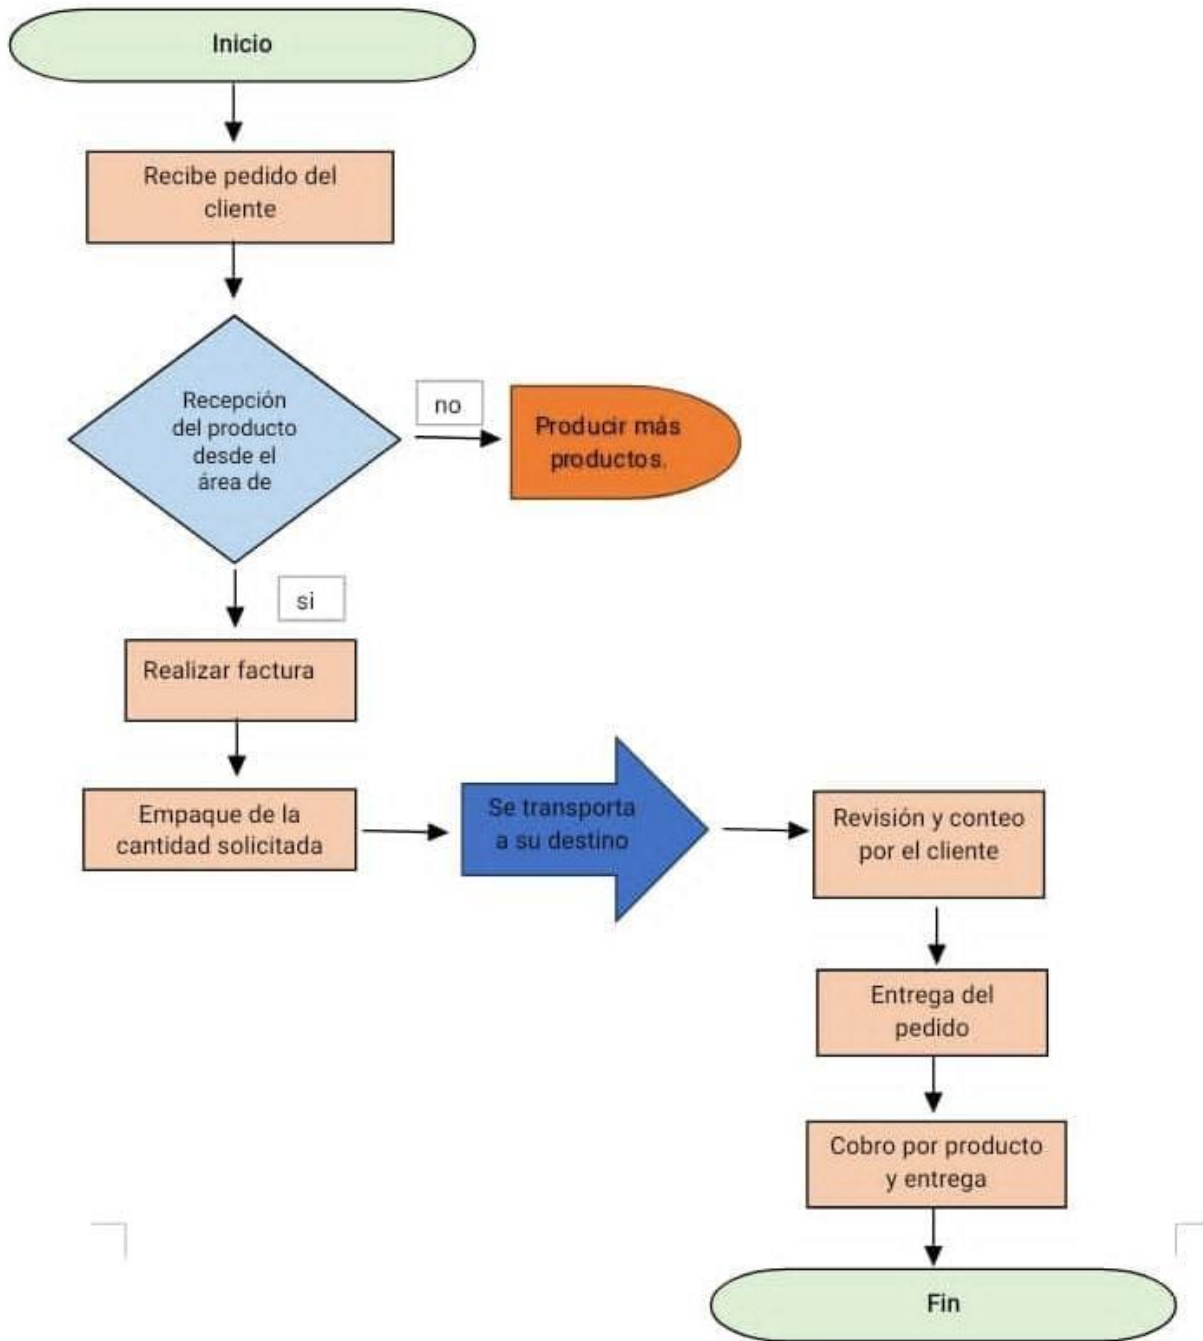 Inicio
Recibe pedido del
cliente
Recepción
del producto
desde el
área de
no
Producir más
productos.
si
Realizar factura
Empaque de la
cantidad solicitada
Se transporta
a su destino
Revisión y conteo
por el cliente
Entrega del
pedido
Cobro por producto
y entrega
Fin